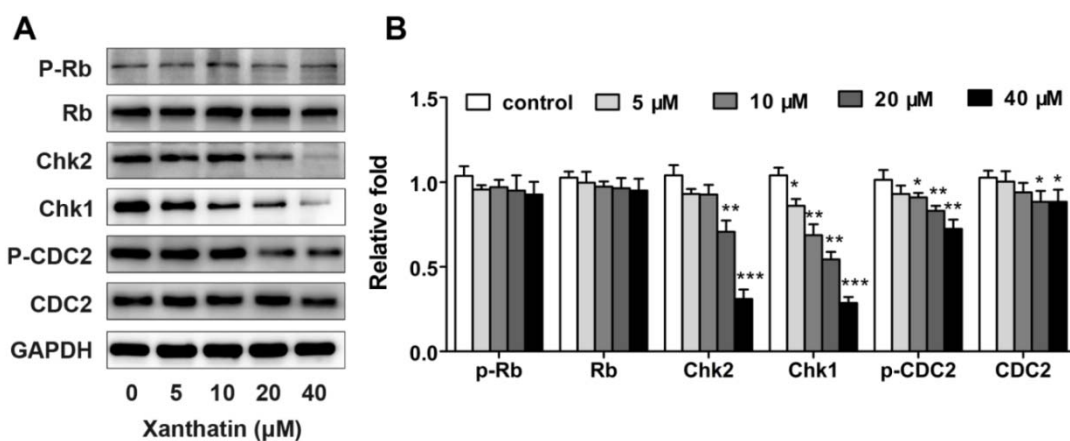 A
P-Rb
Rb
Chk2
Chk1
P-CDC2
CDC2
GAPDH
0 5 10 20 40
Xanthatin (µM)
B
control 5 µM 10 µM 20 µM 40 µM
Relative fold
1.5
1.0
0.5
0.0
** *** * ** ** *** * ** ** * *
p-Rb Rb Chk2 Chk1 p-CDC2 CDC2